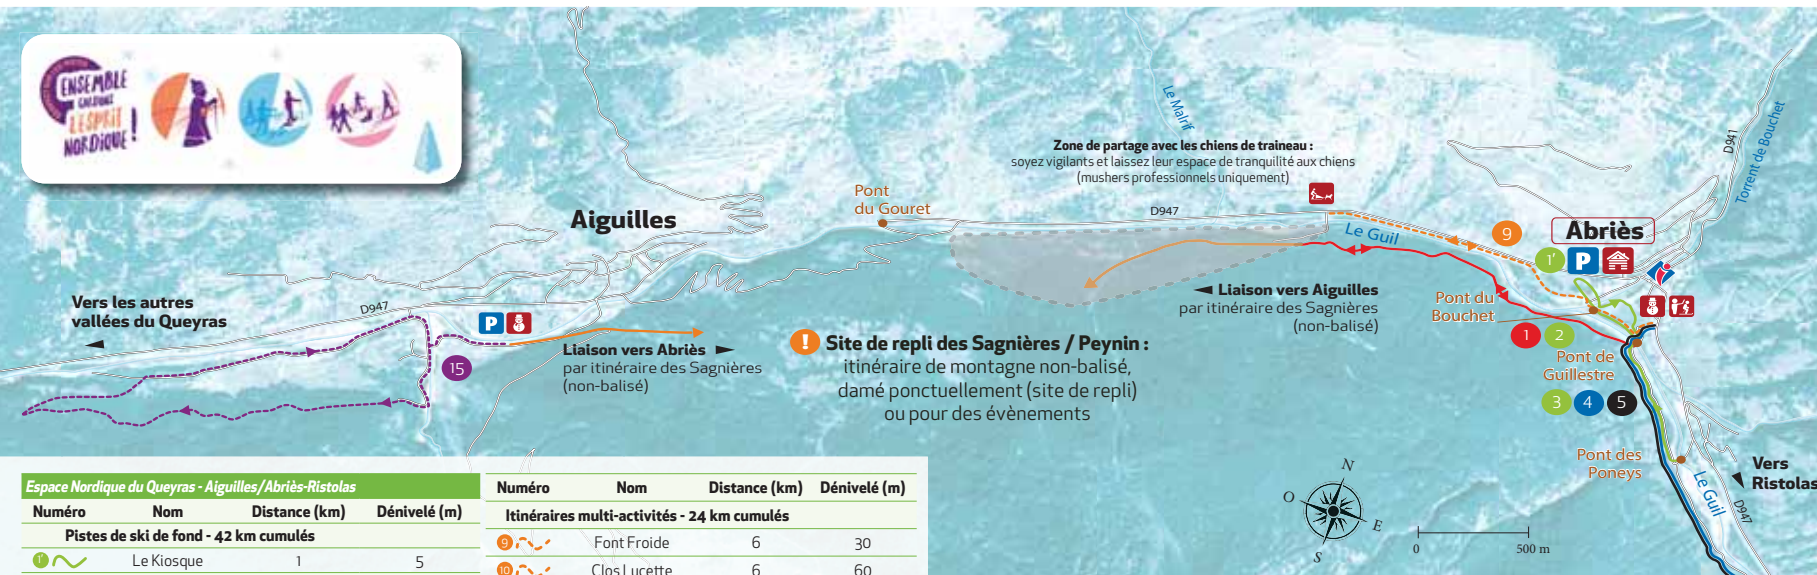 ENSEMBLE
L'ESPRIT
NORDIQUE !
Le Malrif
Zone de partage avec les chiens de traineau :
soyez vigilants et laissez leur espace de tranquilité aux chiens
(mushers professionnels uniquement)
D941
Torrent de Bouchet
Pont
du Gouret
D947
Aiguilles
Le Guil
9
Abriès
1'
P
Vers les autres
vallées du Queyras
D947
P
Liaison vers Aiguilles
par itinéraire des Sagnières
(non-balisé)
Pont du
Bouchet
1
2
Liaison vers Abriès
par itinéraire des Sagnières
(non-balisé)
15
! Site de repli des Sagnières / Peynin :
itinéraire de montagne non-balisé,
damé ponctuellement (site de repli)
ou pour des évènements
Pont de
Guillestre
3
4
5
Pont des
Poneys
Vers
Ristolas
Le Guil
D947
N
O
E
S
0
500 m
Espace Nordique du Queyras - Aiguilles/Abriès-Ristolas
Numéro Nom Distance (km) Dénivelé (m)
Pistes de ski de fond - 42 km cumulés
1' Le Kiosque 1 5
Numéro Nom Distance (km) Dénivelé (m)
Itinéraires multi-activités - 24 km cumulés
9 Font Froide 6 30
10 Clos Lucette 6 60